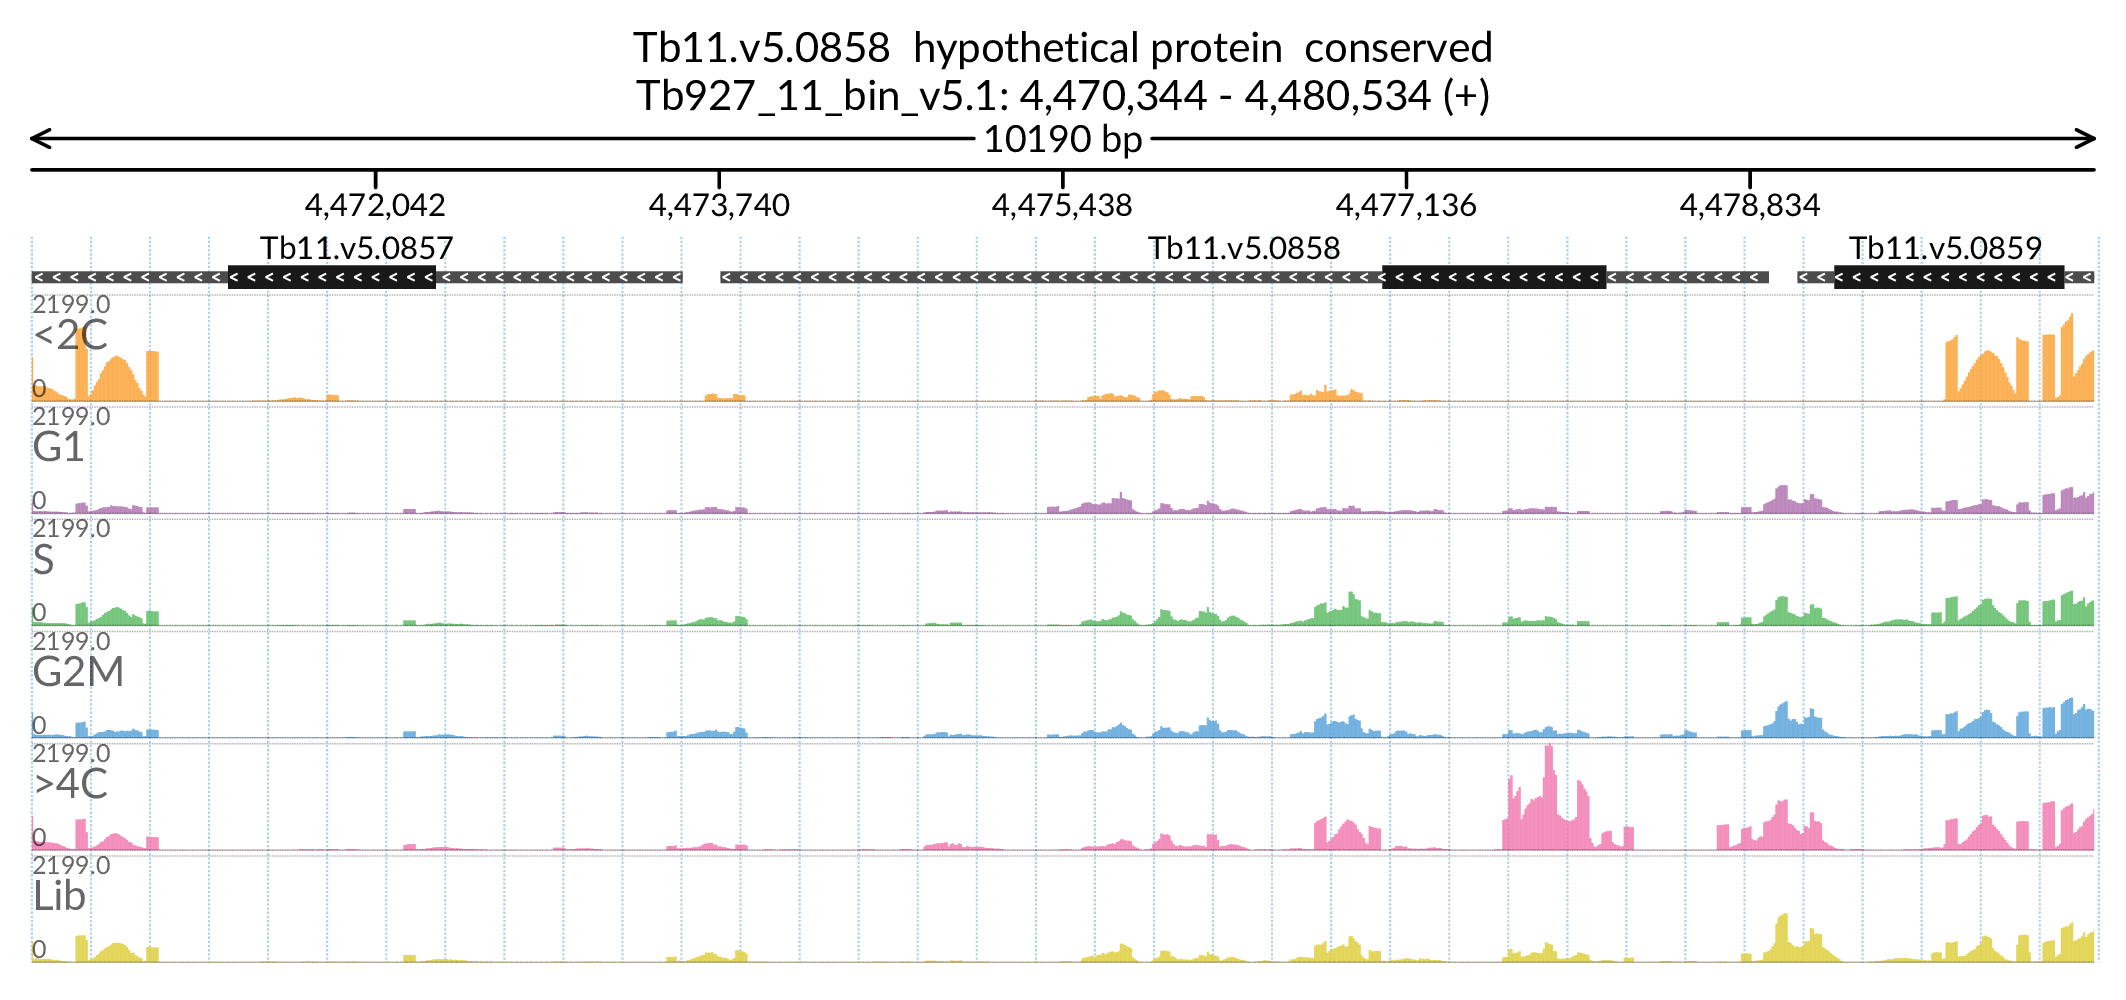 Tb11.v5.0858 hypothetical protein conserved
Tb927_11_bin_v5.1: 4,470,344 - 4,480,534 (+)
10190 bp
4,472,042 4,473,740 4,475,438 4,477,136 4,478,834
Tb11.v5.0857 Tb11.v5.0858 Tb11.v5.0859
2199.0
<2C
0
2199.0
G1
0
2199.0
S
0
2199.0
G2M
0
2199.0
>4C
0
2199.0
Lib
0